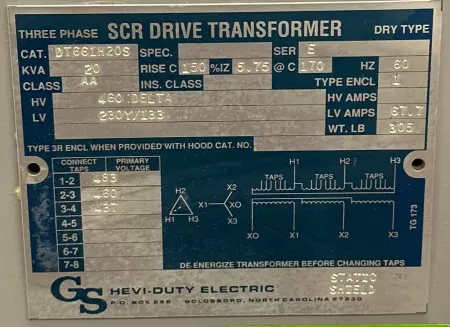 THREE PHASE SCR DRIVE TRANSFORMER DRY TYPE
CAT. DT661H20S SPEC. SER E
KVA 20 RISE C 150 %IZ 5.75 @ C 170 HZ 60
CLASS AA INS. CLASS TYPE ENCL 1
HV 460 DELTA HV AMPS
LV 230Y/133 LV AMPS 67.7
WT. LB 305
TYPE 3R ENCL WHEN PROVIDED WITH HOOD CAT. NO.
CONNECT TAPS PRIMARY VOLTAGE
1-2 483
2-3 460
3-4 437
4-5
5-6
6-7
7-8
H2
H1 H3
X2
XO
X1 X3
H1 H2 H3
TAPS TAPS TAPS
XO X1 X2 X3
TG 173
DE ENERGIZE TRANSFORMER BEFORE CHANGING TAPS
GS HEVI-DUTY ELECTRIC
P.O. BOX 268 GOLDSBORO, NORTH CAROLINA 27530
STATIC
SHIELD